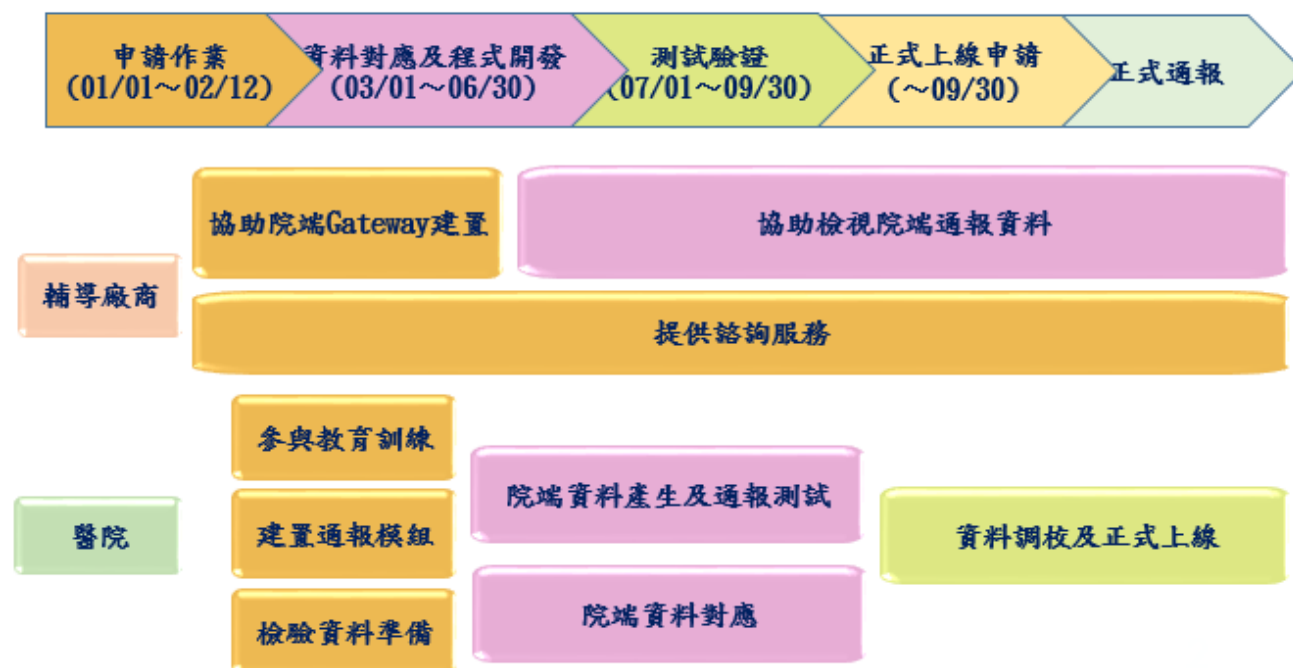 申請作業
(01/01～02/12)
資料對應及程式開發
(03/01～06/30)
測試驗證
(07/01～09/30)
正式上線申請
(～09/30)
正式通報
協助院端Gateway建置
協助檢視院端通報資料
輔導廠商
提供諮詢服務
參與教育訓練
院端資料產生及通報測試
醫院
建置通報模組
資料調校及正式上線
檢驗資料準備
院端資料對應